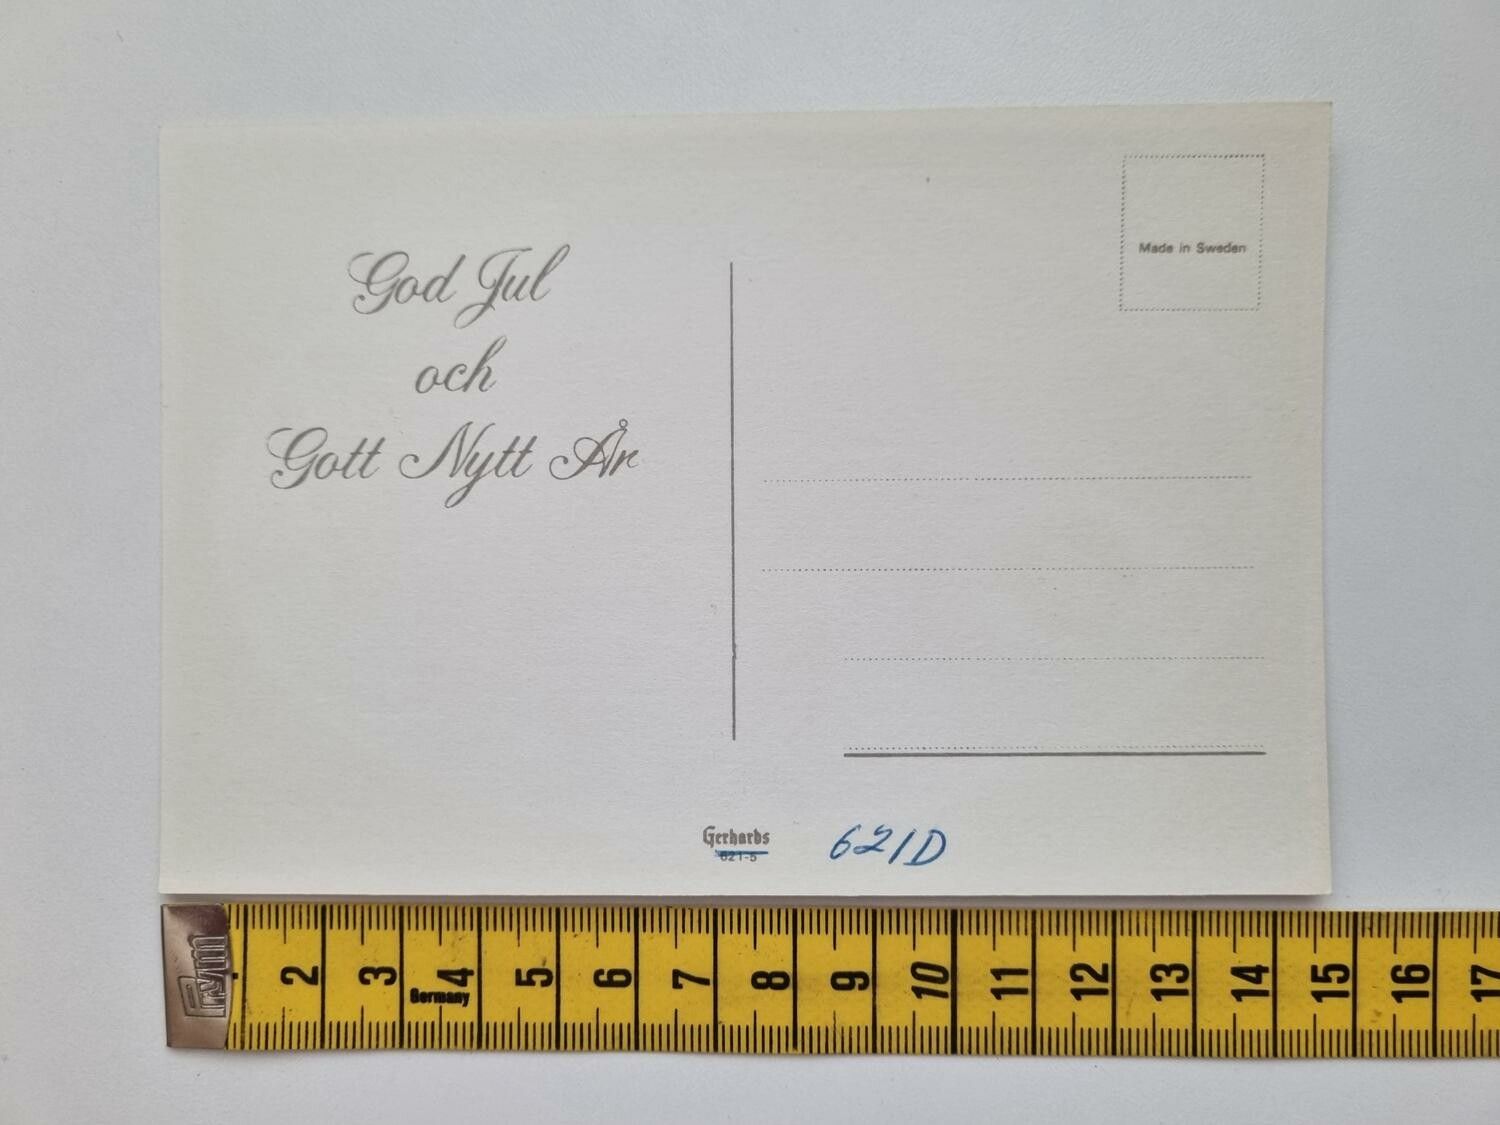 God Jul
och
Gott Nytt År
Made in Sweden
Gerhards
621-5
621D
Prym
2 3 4 5 6 7 8 9 10 11 12 13 14 15 16 17
Germany